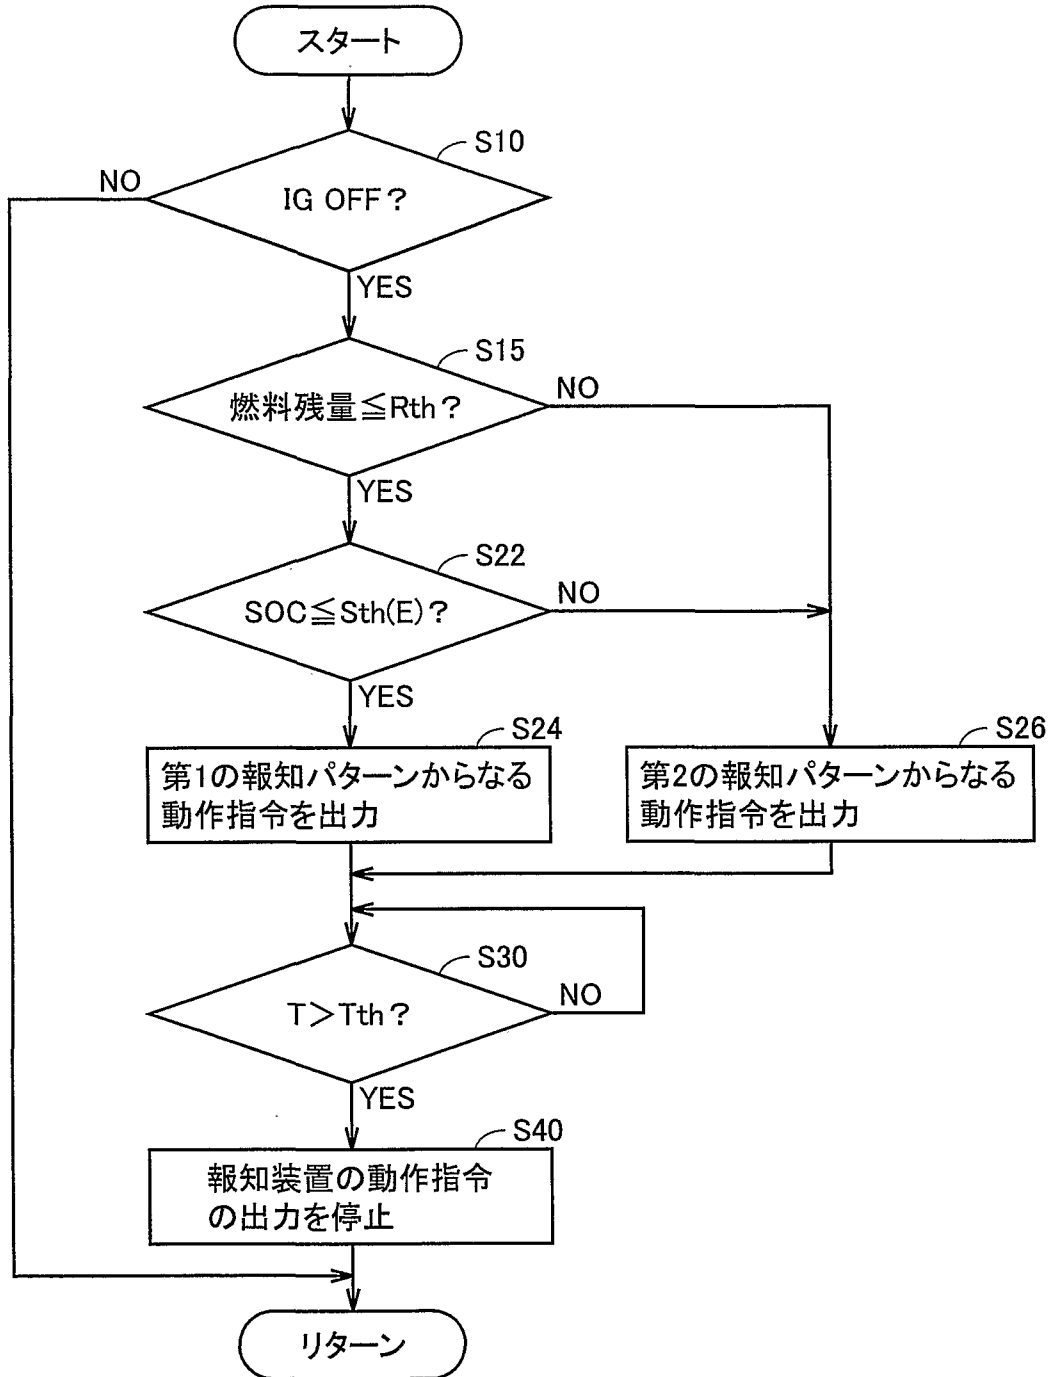 スタート
S10
NO
IG OFF？
YES
S15
NO
燃料残量≦Rth？
YES
S22
NO
SOC≦Sth(E)？
YES
S24
第1の報知パターンからなる
動作指令を出力
S26
第2の報知パターンからなる
動作指令を出力
S30
NO
T＞Tth？
YES
S40
報知装置の動作指令
の出力を停止
リターン